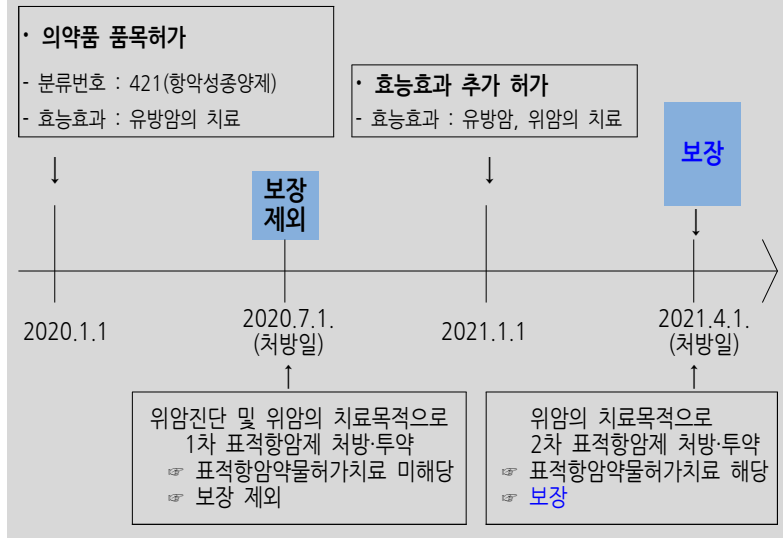 · 의약품 품목허가
- 분류번호 : 421(항악성종양제)
- 효능효과 : 유방암의 치료
· 효능효과 추가 허가
- 효능효과 : 유방암, 위암의 치료
보장
제외
보장
2020.1.1
2020.7.1.
(처방일)
2021.1.1
2021.4.1.
(처방일)
위암진단 및 위암의 치료목적으로
1차 표적항암제 처방·투약
☞ 표적항암약물허가치료 미해당
☞ 보장 제외
위암의 치료목적으로
2차 표적항암제 처방·투약
☞ 표적항암약물허가치료 해당
☞ 보장